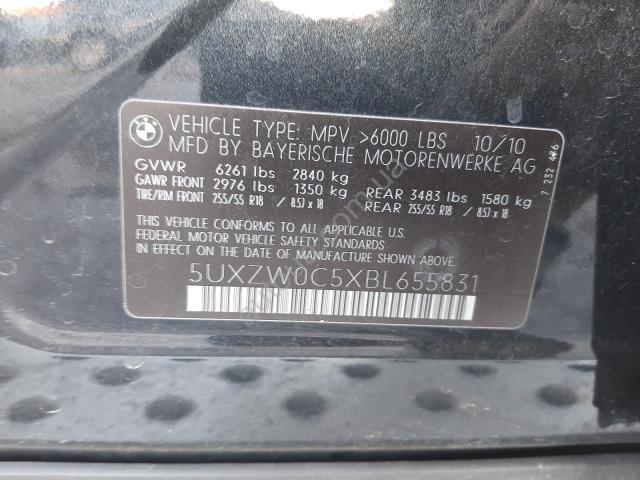 BMW
VEHICLE TYPE: MPV >6000 LBS 10/10
MFD BY BAYERISCHE MOTORENWERKE AG
GVWR 6261 lbs 2840 kg
GAWR FRONT 2976 lbs 1350 kg REAR 3483 lbs 1580 kg
TIRE/RIM FRONT 255/55 R18 / 8.5J x 18 REAR 255/55 R18 / 8.5J x 18
THIS VEHICLE CONFORMS TO ALL APPLICABLE
FEDERAL MOTOR VEHICLE SAFETY STANDARDS IN
EFFECT ON THE DATE OF MANUFACTURE SHOWN ABOVE.
5UXZW0C5XBL655831
7 232 476